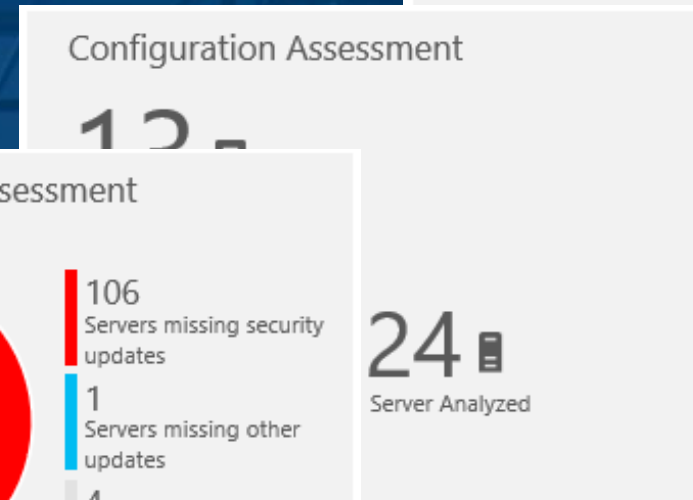 Configuration Assessment
sessment
106
Servers missing security
updates
1
Servers missing other
updates
24
Server Analyzed